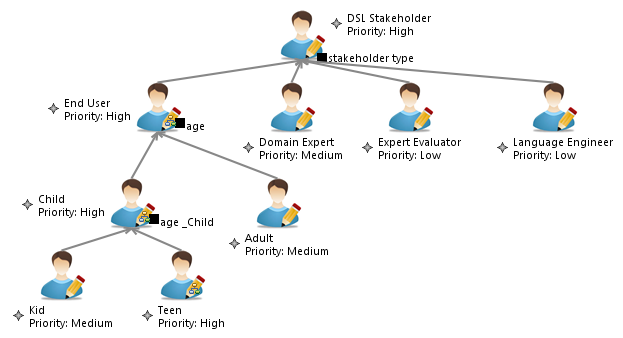 DSL Stakeholder
Priority: High
stakeholder type
End User
Priority: High
age
Domain Expert
Priority: Medium
Expert Evaluator
Priority: Low
Language Engineer
Priority: Low
Child
Priority: High
age _Child
Adult
Priority: Medium
Kid
Priority: Medium
Teen
Priority: High